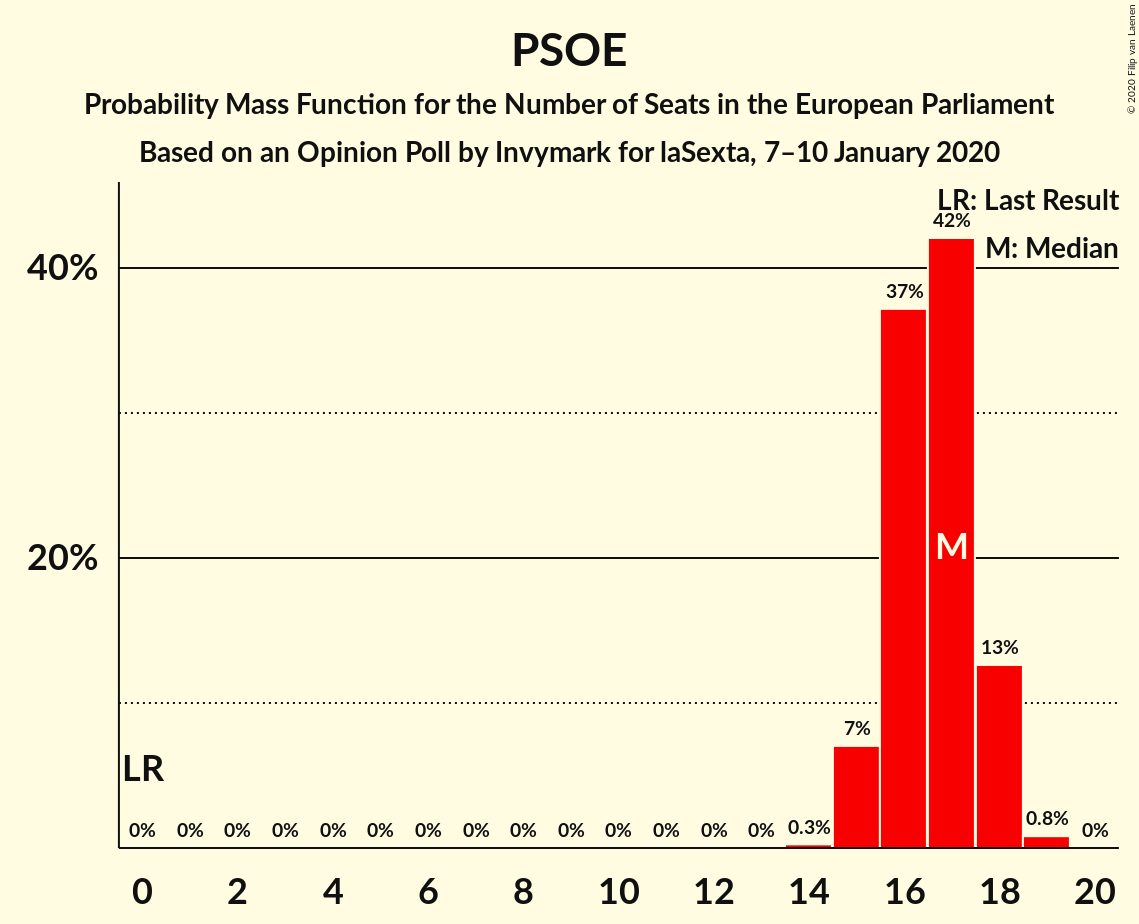 PSOE
Probability Mass Function for the Number of Seats in the European Parliament
Based on an Opinion Poll by Invymark for laSexta, 7–10 January 2020
© 2020 Filip van Laenen
LR: Last Result
M: Median
40%
20%
42%
37%
M
13%
7%
LR
0% 0% 0% 0% 0% 0% 0% 0% 0% 0% 0% 0% 0% 0% 0.3% 0.8% 0%
0 2 4 6 8 10 12 14 16 18 20